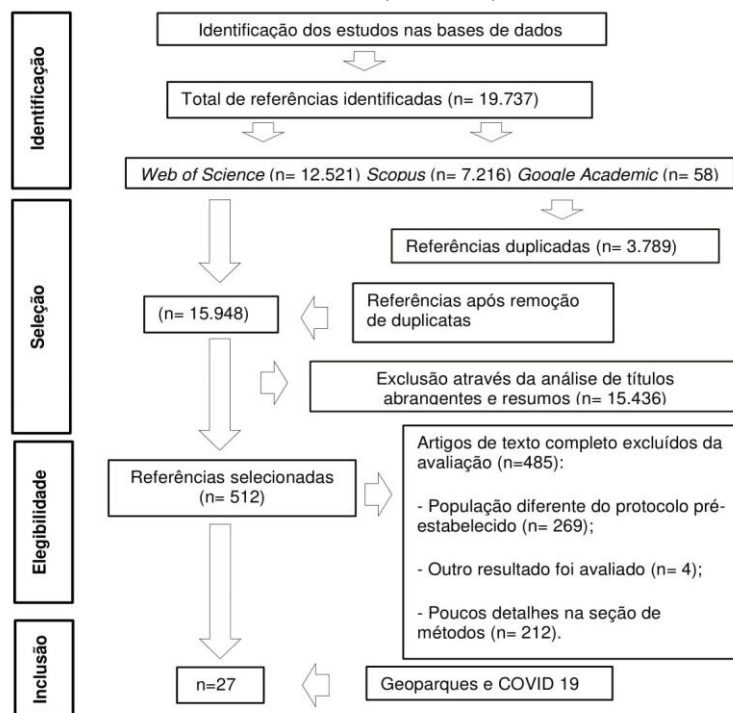 Identificação
Identificação dos estudos nas bases de dados
Total de referências identificadas (n= 19.737)
Web of Science (n= 12.521) Scopus (n= 7.216) Google Academic (n= 58)
Seleção
Referências duplicadas (n= 3.789)
(n= 15.948)
Referências após remoção
de duplicatas
Exclusão através da análise de títulos
abrangentes e resumos (n= 15.436)
Elegibilidade
Referências selecionadas
(n= 512)
Artigos de texto completo excluídos da
avaliação (n=485):
- População diferente do protocolo pré-
estabelecido (n= 269);
- Outro resultado foi avaliado (n= 4);
- Poucos detalhes na seção de
métodos (n= 212).
Inclusão
n=27
Geoparques e COVID 19